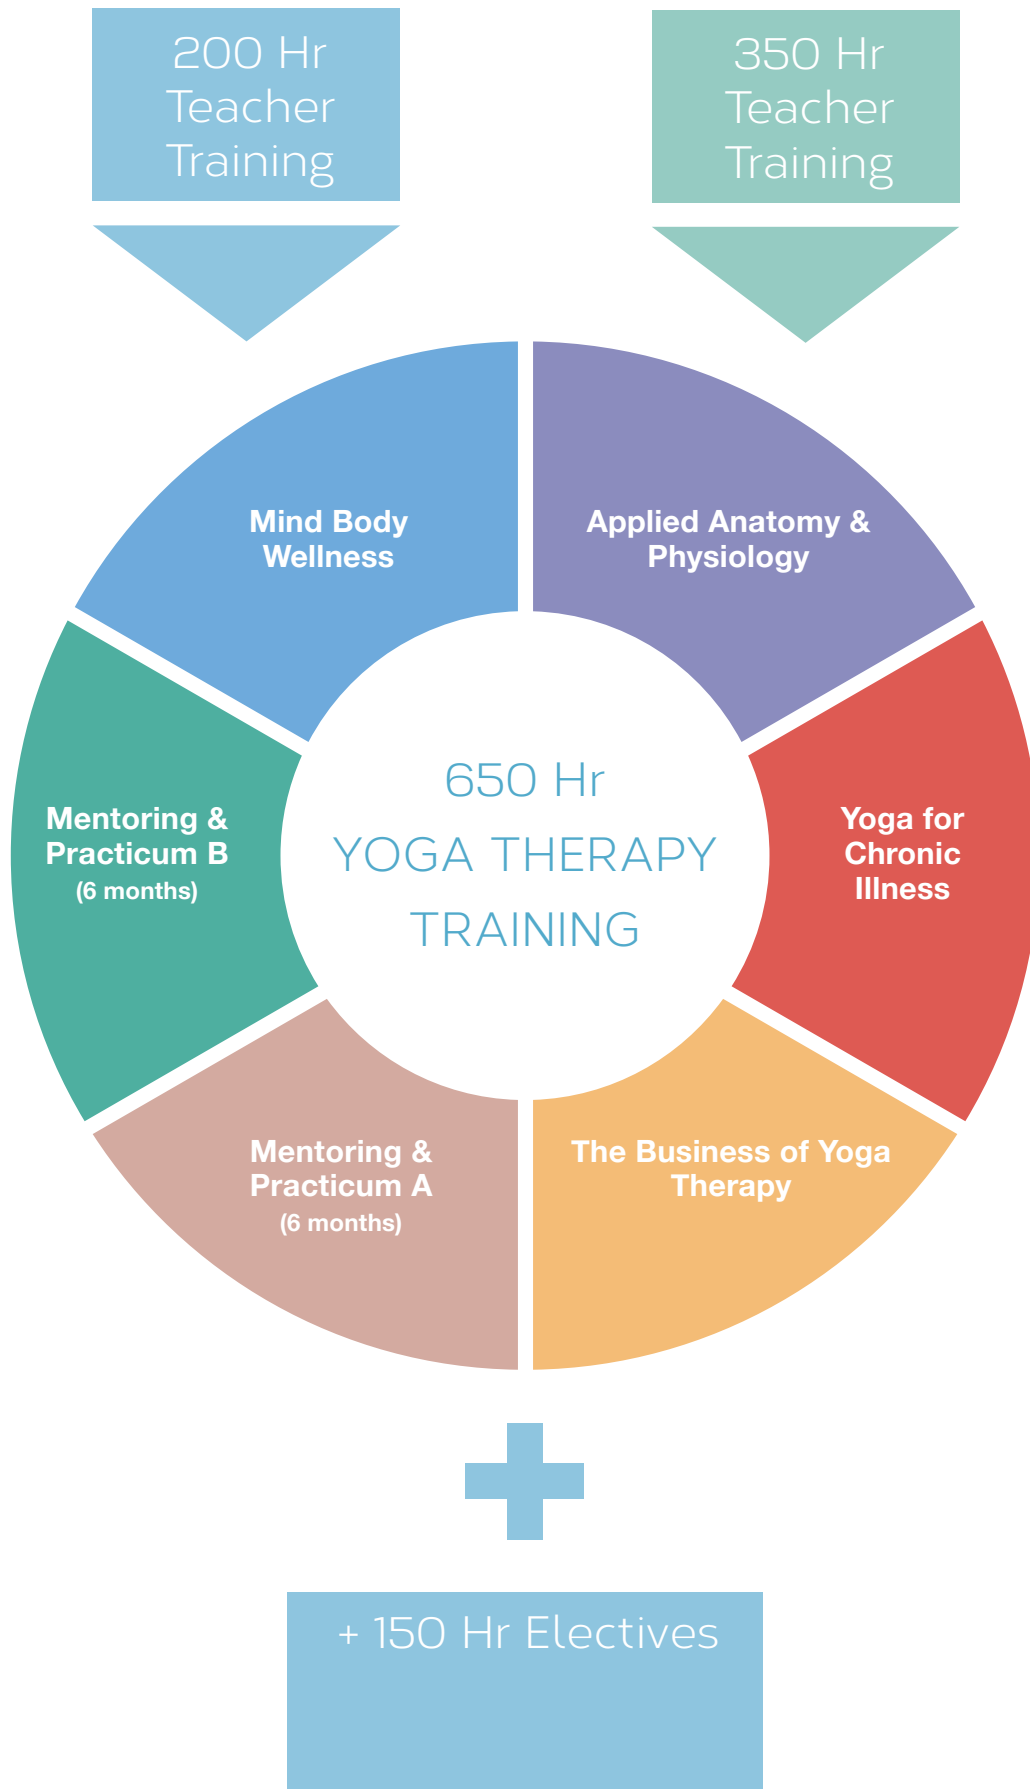 200 Hr
Teacher
Training
350 Hr
Teacher
Training
Mind Body
Wellness
Applied Anatomy &
Physiology
Mentoring &
Practicum B
(6 months)
650 Hr
YOGA THERAPY
TRAINING
Yoga for
Chronic
Illness
Mentoring &
Practicum A
(6 months)
The Business of Yoga
Therapy
+ 150 Hr Electives